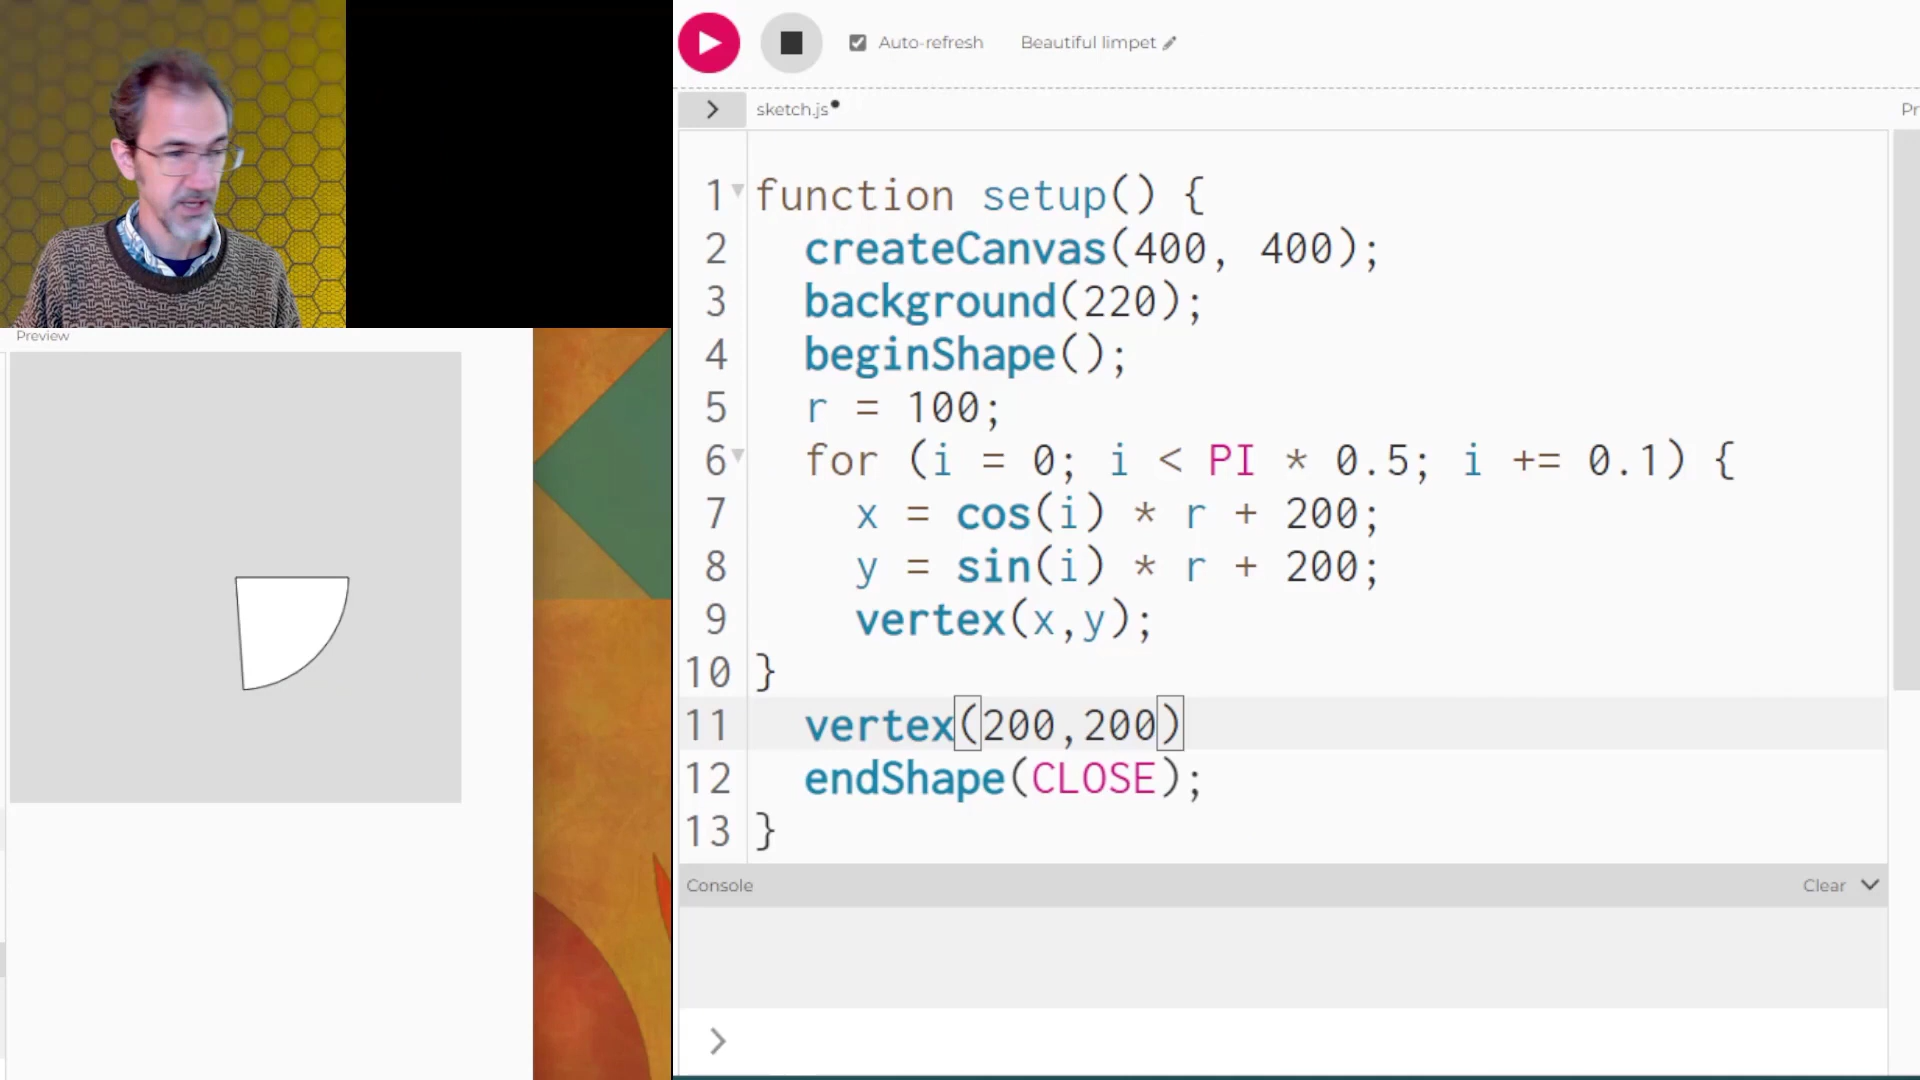 Auto-refresh
Beautiful limpet
sketch.js
Pr
Preview
1 function setup() {
2 createCanvas(400, 400);
3 background(220);
4 beginShape();
5 r = 100;
6 for (i = 0; i < PI * 0.5; i += 0.1) {
7 x = cos(i) * r + 200;
8 y = sin(i) * r + 200;
9 vertex(x,y);
10 }
11 vertex(200,200)
12 endShape(CLOSE);
13 }
Console
Clear
>